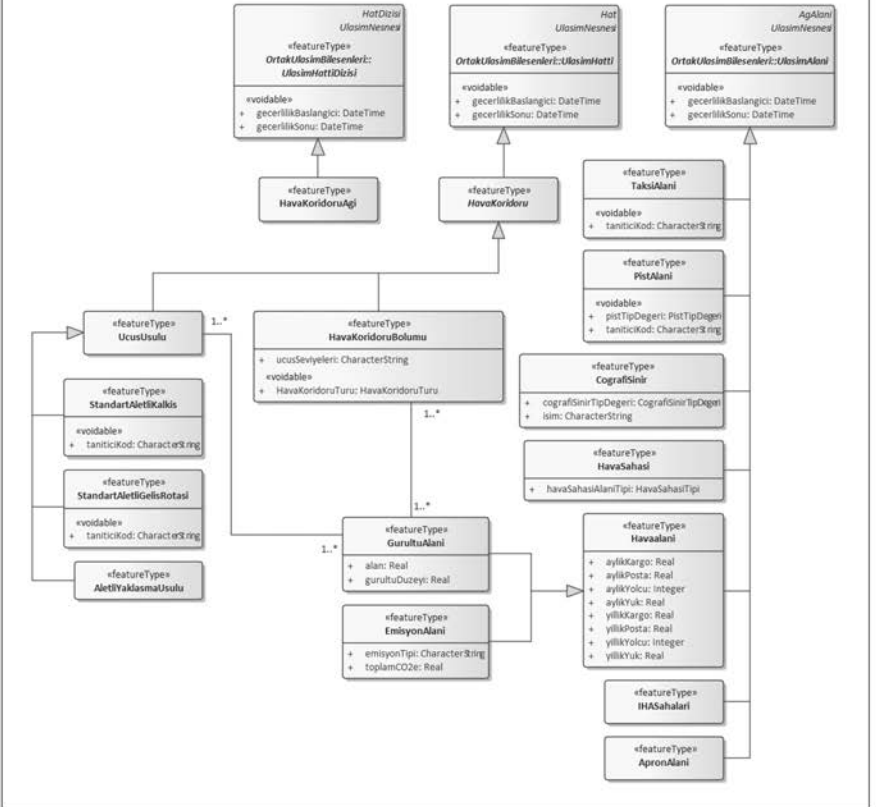 HatDizisi
UlasimNesnesi
«featureType»
OrtakUlasimBilesenleri::
UlasimHattiDizisi
«voidable»
+ gecerlilikBaslangici: DateTime
+ gecerlilikSonu: DateTime
Hat
UlasimNesnesi
«featureType»
OrtakUlasimBilesenleri::UlasimHatti
«voidable»
+ gecerlilikBaslangici: DateTime
+ gecerlilikSonu: DateTime
AgAlani
UlasimNesnesi
«featureType»
OrtakUlasimBilesenleri::UlasimAlani
«voidable»
+ gecerlilikBaslangici: DateTime
+ gecerlilikSonu: DateTime
«featureType»
HavaKoridoruAgi
«featureType»
HavaKoridoru
«featureType»
TaksiAlani
«voidable»
+ taniticiKod: CharacterString
«featureType»
PistAlani
«voidable»
+ pistTipDegeri: PistTipDegeri
+ taniticiKod: CharacterString
«featureType»
UcusUsulu
1..*
«featureType»
HavaKoridoruBolumu
+ ucusSeviyeleri: CharacterString
«voidable»
+ HavaKoridoruTuru: HavaKoridoruTuru
1..*
«featureType»
CografiSinir
+ cografiSinirTipDegeri: CografiSinirTipDegeri
+ isim: CharacterString
«featureType»
StandartAletliKalkis
«voidable»
+ taniticiKod: CharacterString
«featureType»
HavaSahasi
+ havaSahasiAlaniTipi: HavaSahasiTipi
«featureType»
StandartAletliGelisRotasi
«voidable»
+ taniticiKod: CharacterString
1..*
1..*
«featureType»
GurultuAlani
+ alan: Real
+ gurultuDuzeyi: Real
«featureType»
Havaalani
+ aylikKargo: Real
+ aylikPosta: Real
+ aylikYolcu: Integer
+ aylikYuk: Real
+ yillikKargo: Real
+ yillikPosta: Real
+ yillikYolcu: Integer
+ yillikYuk: Real
«featureType»
AletliYaklasmaUsulu
«featureType»
EmisyonAlani
+ emisyonTipi: CharacterString
+ toplamCO2e: Real
«featureType»
IHASahalari
«featureType»
ApronAlani